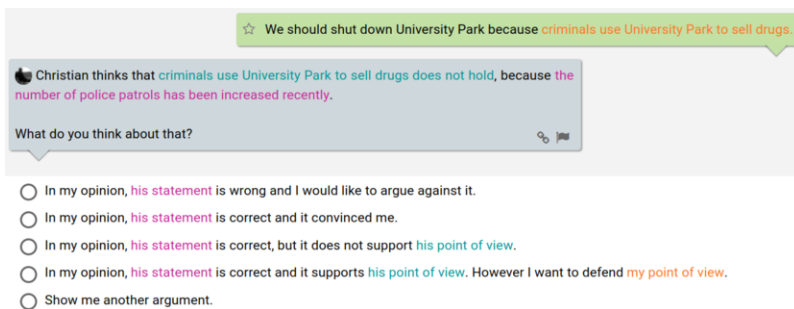 We should shut down University Park because criminals use University Park to sell drugs.
Christian thinks that criminals use University Park to sell drugs does not hold, because the
number of police patrols has been increased recently.
What do you think about that?
In my opinion, his statement is wrong and I would like to argue against it.
In my opinion, his statement is correct and it convinced me.
In my opinion, his statement is correct, but it does not support his point of view.
In my opinion, his statement is correct and it supports his point of view. However I want to defend my point of view.
Show me another argument.